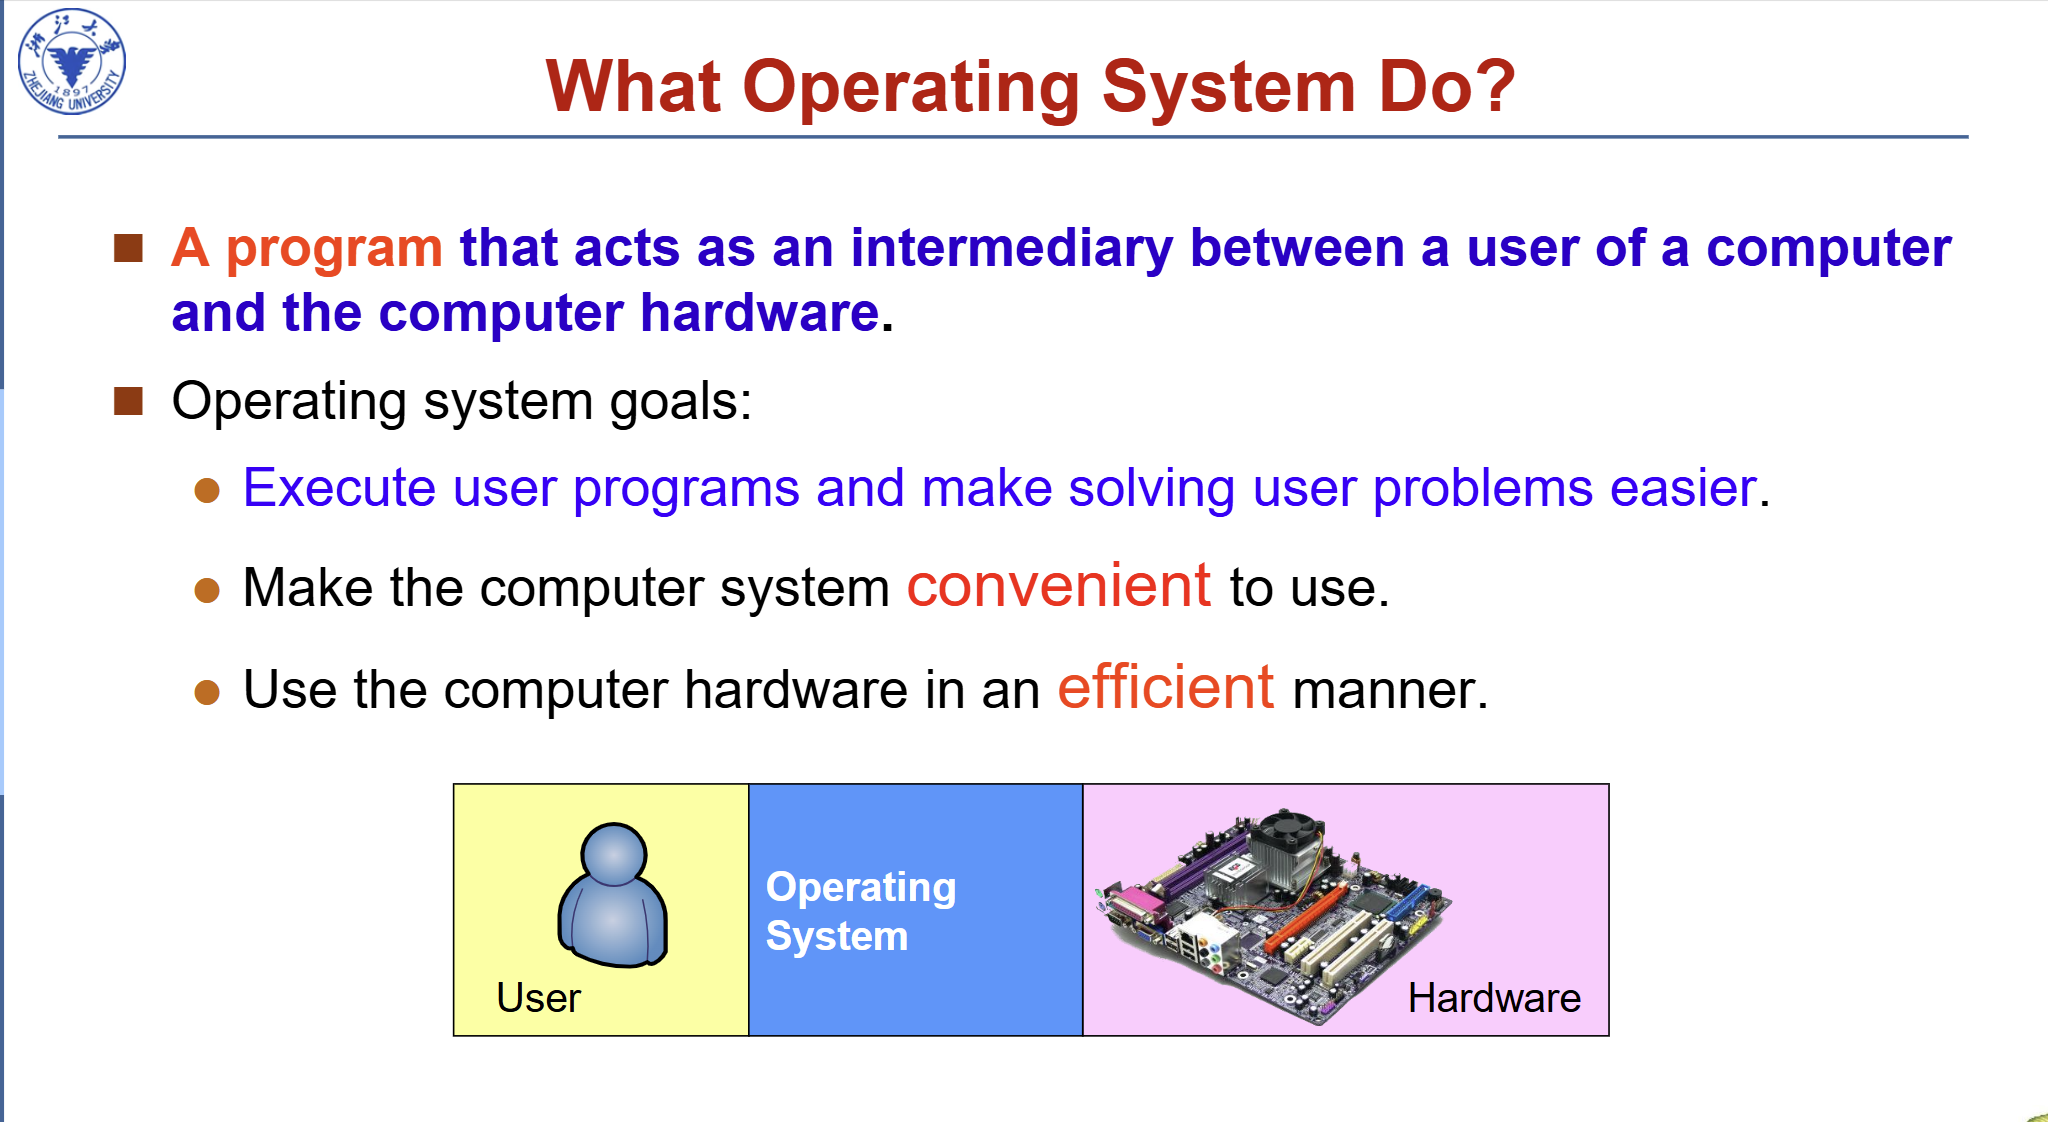 浙江大学
ZHEJIANG UNIVERSITY
1897
What Operating System Do?
A program that acts as an intermediary between a user of a computer
and the computer hardware.
Operating system goals:
Execute user programs and make solving user problems easier.
Make the computer system convenient to use.
Use the computer hardware in an efficient manner.
Operating
System
User
Hardware